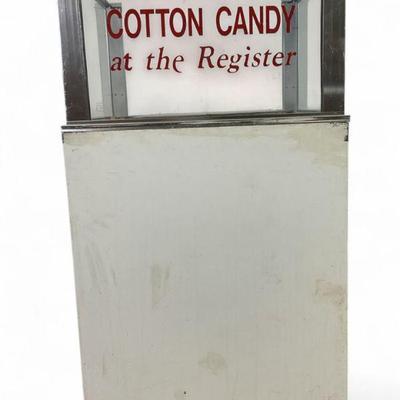 COTTON CANDY
at the Register